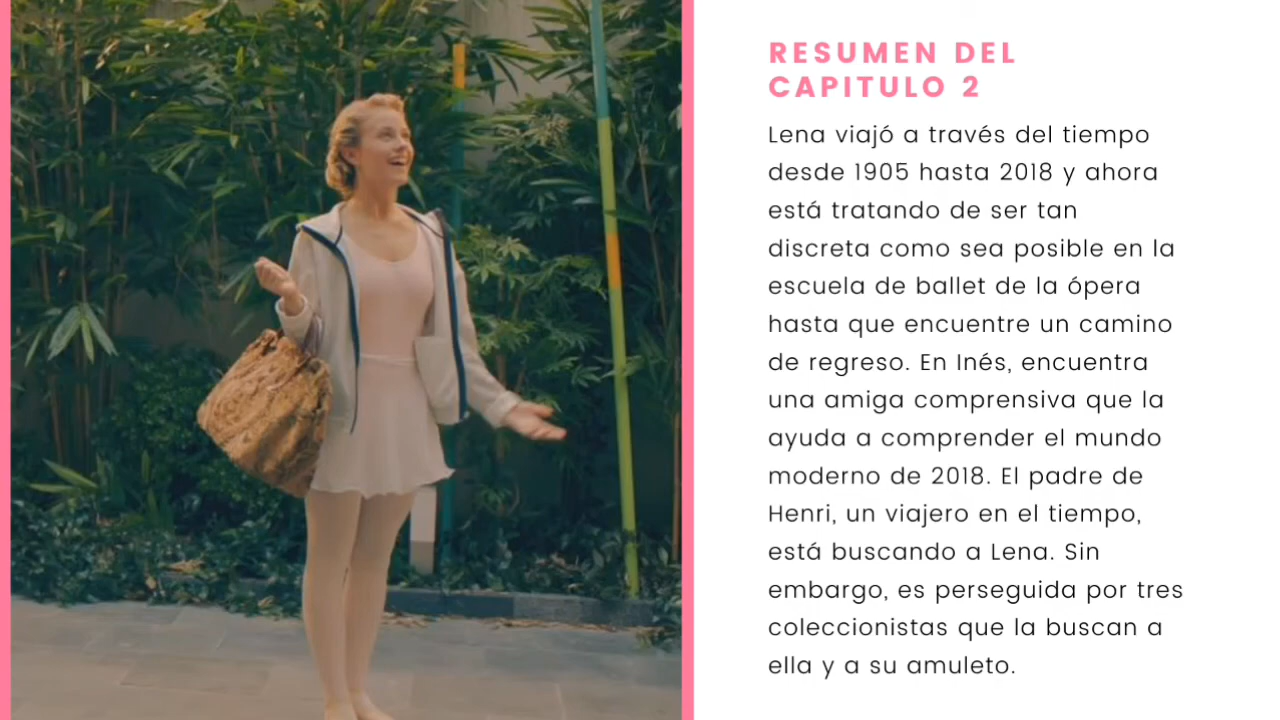 RESUMEN DEL
CAPITULO 2
Lena viajó a través del tiempo
desde 1905 hasta 2018 y ahora
está tratando de ser tan
discreta como sea posible en la
escuela de ballet de la ópera
hasta que encuentre un camino
de regreso. En Inés, encuentra
una amiga comprensiva que la
ayuda a comprender el mundo
moderno de 2018. El padre de
Henri, un viajero en el tiempo,
está buscando a Lena. Sin
embargo, es perseguida por tres
coleccionistas que la buscan a
ella y a su amuleto.